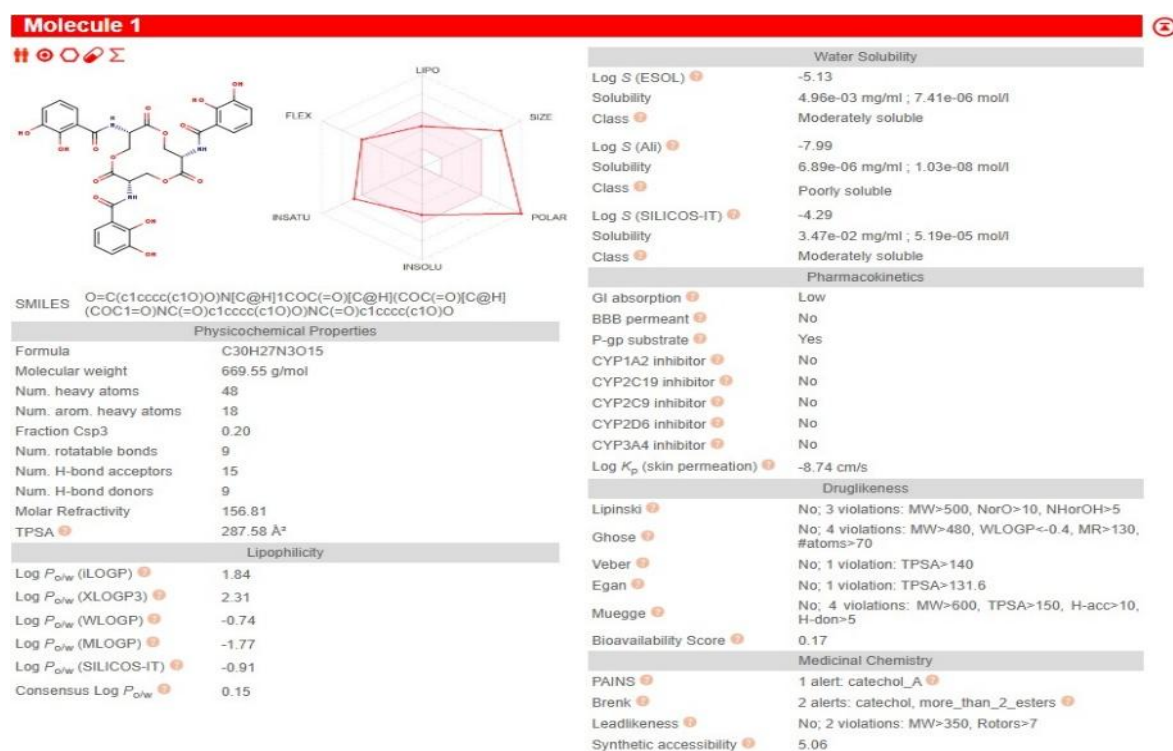 Molecule 1
LIPO
FLEX
SIZE
INSATU
POLAR
INSOLU
SMILES O=C(c1cccc(c1O)O)N[C@H]1COC(=O)[C@H](COC(=O)[C@H]
(COC1=O)NC(=O)c1cccc(c1O)O)NC(=O)c1cccc(c1O)O
Physicochemical Properties
Formula C30H27N3O15
Molecular weight 669.55 g/mol
Num. heavy atoms 48
Num. arom. heavy atoms 18
Fraction Csp3 0.20
Num. rotatable bonds 9
Num. H-bond acceptors 15
Num. H-bond donors 9
Molar Refractivity 156.81
TPSA 287.58 Å²
Lipophilicity
Log Po/w (iLOGP) 1.84
Log Po/w (XLOGP3) 2.31
Log Po/w (WLOGP) -0.74
Log Po/w (MLOGP) -1.77
Log Po/w (SILICOS-IT) -0.91
Consensus Log Po/w 0.15
Water Solubility
Log S (ESOL) -5.13
Solubility 4.96e-03 mg/ml ; 7.41e-06 mol/l
Class Moderately soluble
Log S (Ali) -7.99
Solubility 6.89e-06 mg/ml ; 1.03e-08 mol/l
Class Poorly soluble
Log S (SILICOS-IT) -4.29
Solubility 3.47e-02 mg/ml ; 5.19e-05 mol/l
Class Moderately soluble
Pharmacokinetics
GI absorption Low
BBB permeant No
P-gp substrate Yes
CYP1A2 inhibitor No
CYP2C19 inhibitor No
CYP2C9 inhibitor No
CYP2D6 inhibitor No
CYP3A4 inhibitor No
Log Kp (skin permeation) -8.74 cm/s
Druglikeness
Lipinski No; 3 violations: MW>500, NorO>10, NHorOH>5
Ghose No; 4 violations: MW>480, WLOGP<-0.4, MR>130,
#atoms>70
Veber No; 1 violation: TPSA>140
Egan No; 1 violation: TPSA>131.6
Muegge No; 4 violations: MW>600, TPSA>150, H-acc>10,
H-don>5
Bioavailability Score 0.17
Medicinal Chemistry
PAINS 1 alert: catechol_A
Brenk 2 alerts: catechol, more_than_2_esters
Leadlikeness No; 2 violations: MW>350, Rotors>7
Synthetic accessibility 5.06